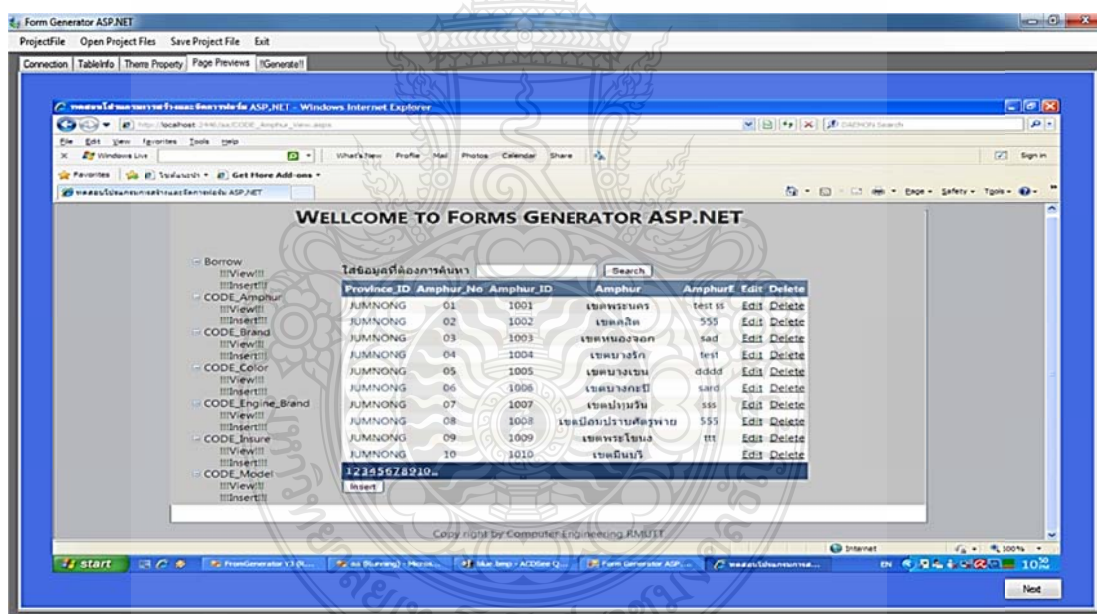 Form Generator ASP.NET
ProjectFile Open Project Files Save Project File Exit
Connection TableInfo Theme Property Page Previews !!Generate!!
ASP.NET - Windows Internet Explorer
File Edit View Favorites Tools Help
Windows Live What's New Profile Mail Photos Calendar Share Sign in
Favorites Get More Add-ons
Page Safety Tools
WELLCOME TO FORMS GENERATOR ASP.NET
ใส่ข้อมูลที่ต้องการค้นหา Search
Borrow
!!!View!!!
!!!Insert!!!
CODE_Amphur
!!!View!!!
!!!Insert!!!
CODE_Brand
!!!View!!!
!!!Insert!!!
CODE_Color
!!!View!!!
!!!Insert!!!
CODE_Engine_Brand
!!!View!!!
!!!Insert!!!
CODE_Insure
!!!View!!!
!!!Insert!!!
CODE_Model
!!!View!!!
!!!Insert!!!
Province_ID Amphur_No Amphur_ID Amphur AmphurE Edit Delete
JUMNONG 01 1001 เขตพระนคร test ss Edit Delete
JUMNONG 02 1002 เขตดุสิต 555 Edit Delete
JUMNONG 03 1003 เขตหนองจอก sad Edit Delete
JUMNONG 04 1004 เขตบางรัก test Edit Delete
JUMNONG 05 1005 เขตบางเขน dddd Edit Delete
JUMNONG 06 1006 เขตบางกะปิ sard Edit Delete
JUMNONG 07 1007 เขตปทุมวัน sss Edit Delete
JUMNONG 08 1008 เขตป้อมปราบศัตรูพ่าย 555 Edit Delete
JUMNONG 09 1009 เขตพระโขนง ttt Edit Delete
JUMNONG 10 1010 เขตมีนบุรี Edit Delete
1 2 3 4 5 6 7 8 9 10 ...
Insert
Copy right by Computer Engineering RMUTT
Internet 100%
start EN
Next